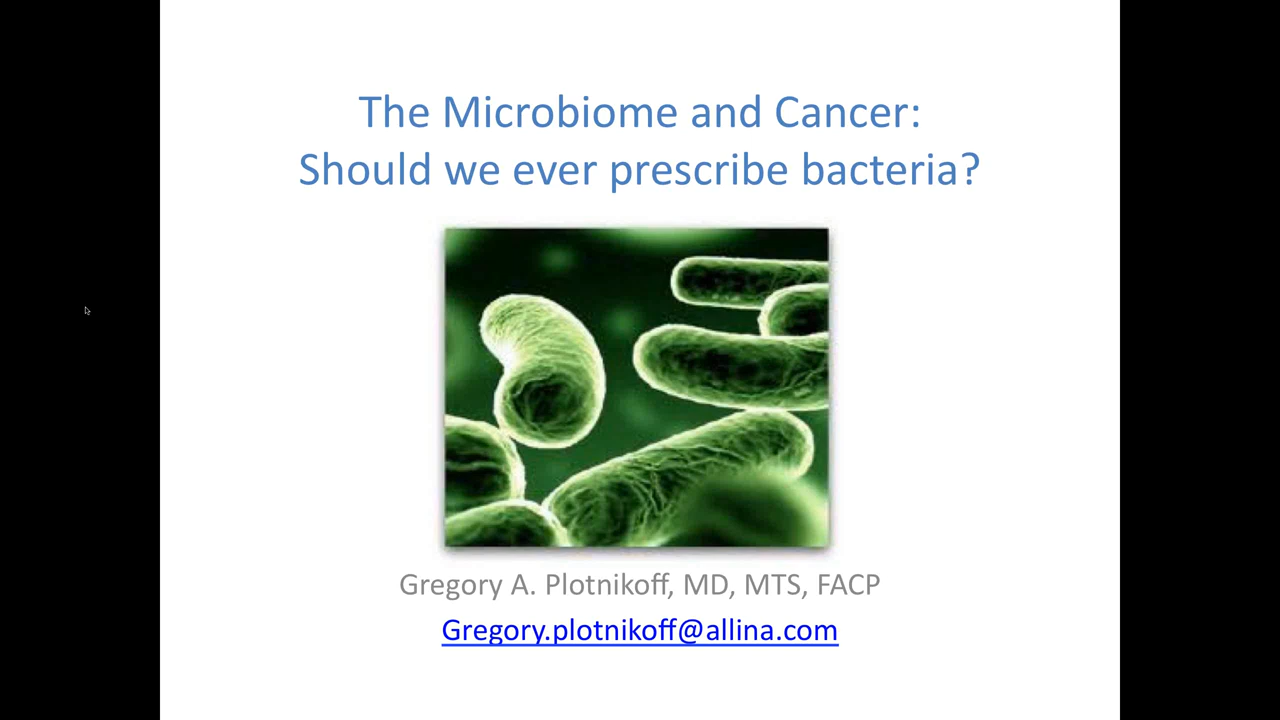 The Microbiome and Cancer:
Should we ever prescribe bacteria?
Gregory A. Plotnikoff, MD, MTS, FACP
Gregory.plotnikoff@allina.com